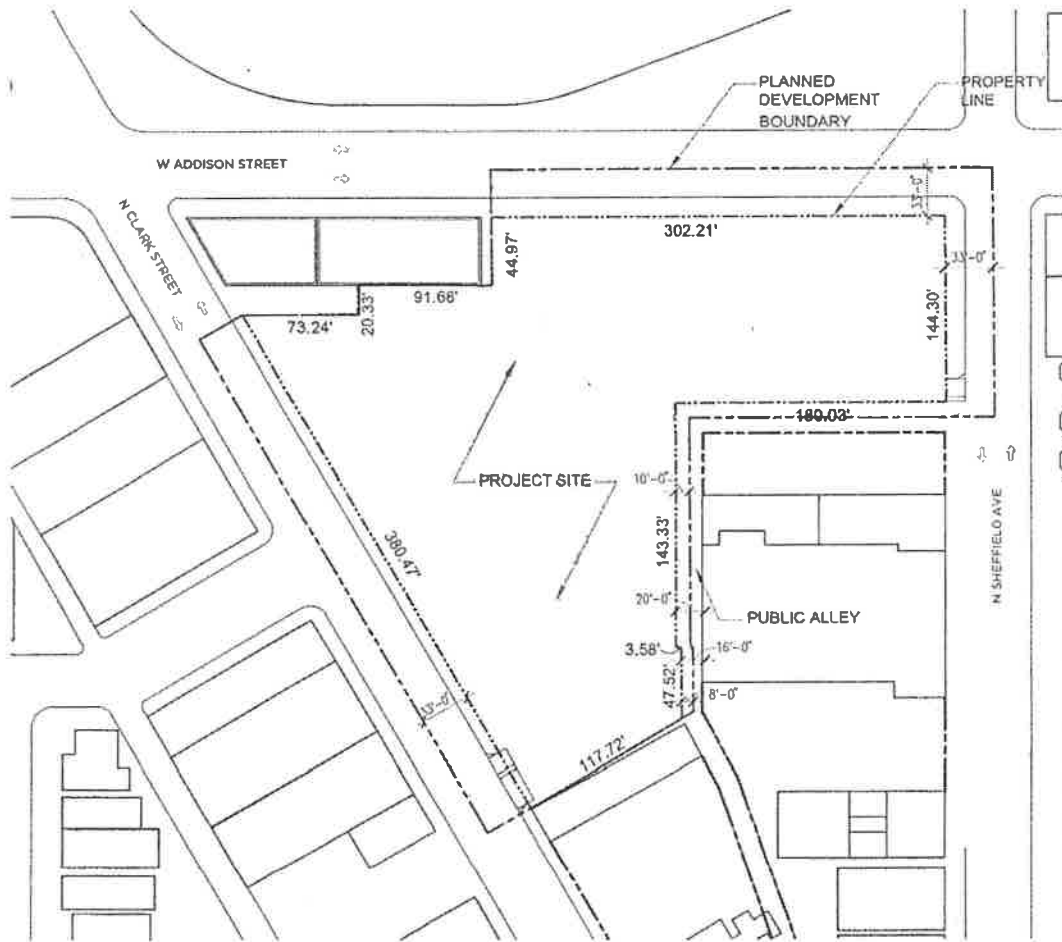 PLANNED
DEVELOPMENT
BOUNDARY
PROPERTY
LINE
W ADDISON STREET
N CLARK STREET
33'-0"
302.21'
44.97'
33'-0"
91.68'
20.33'
73.24'
144.30'
180.03'
PROJECT SITE
10'-0"
143.33'
380.47'
N SHEFFIELD AVE
20'-0"
PUBLIC ALLEY
3.58'
16'-0"
47.52'
8'-0"
33'-0"
117.72'